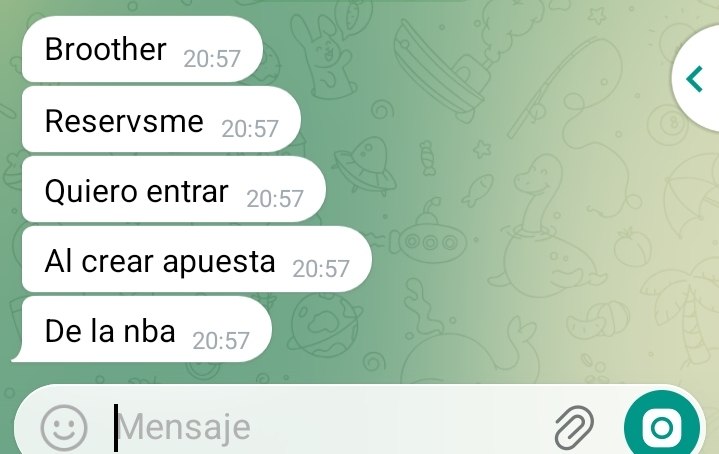 Broother 20:57
Reservsme 20:57
Quiero entrar 20:57
Al crear apuesta 20:57
De la nba 20:57
Mensaje